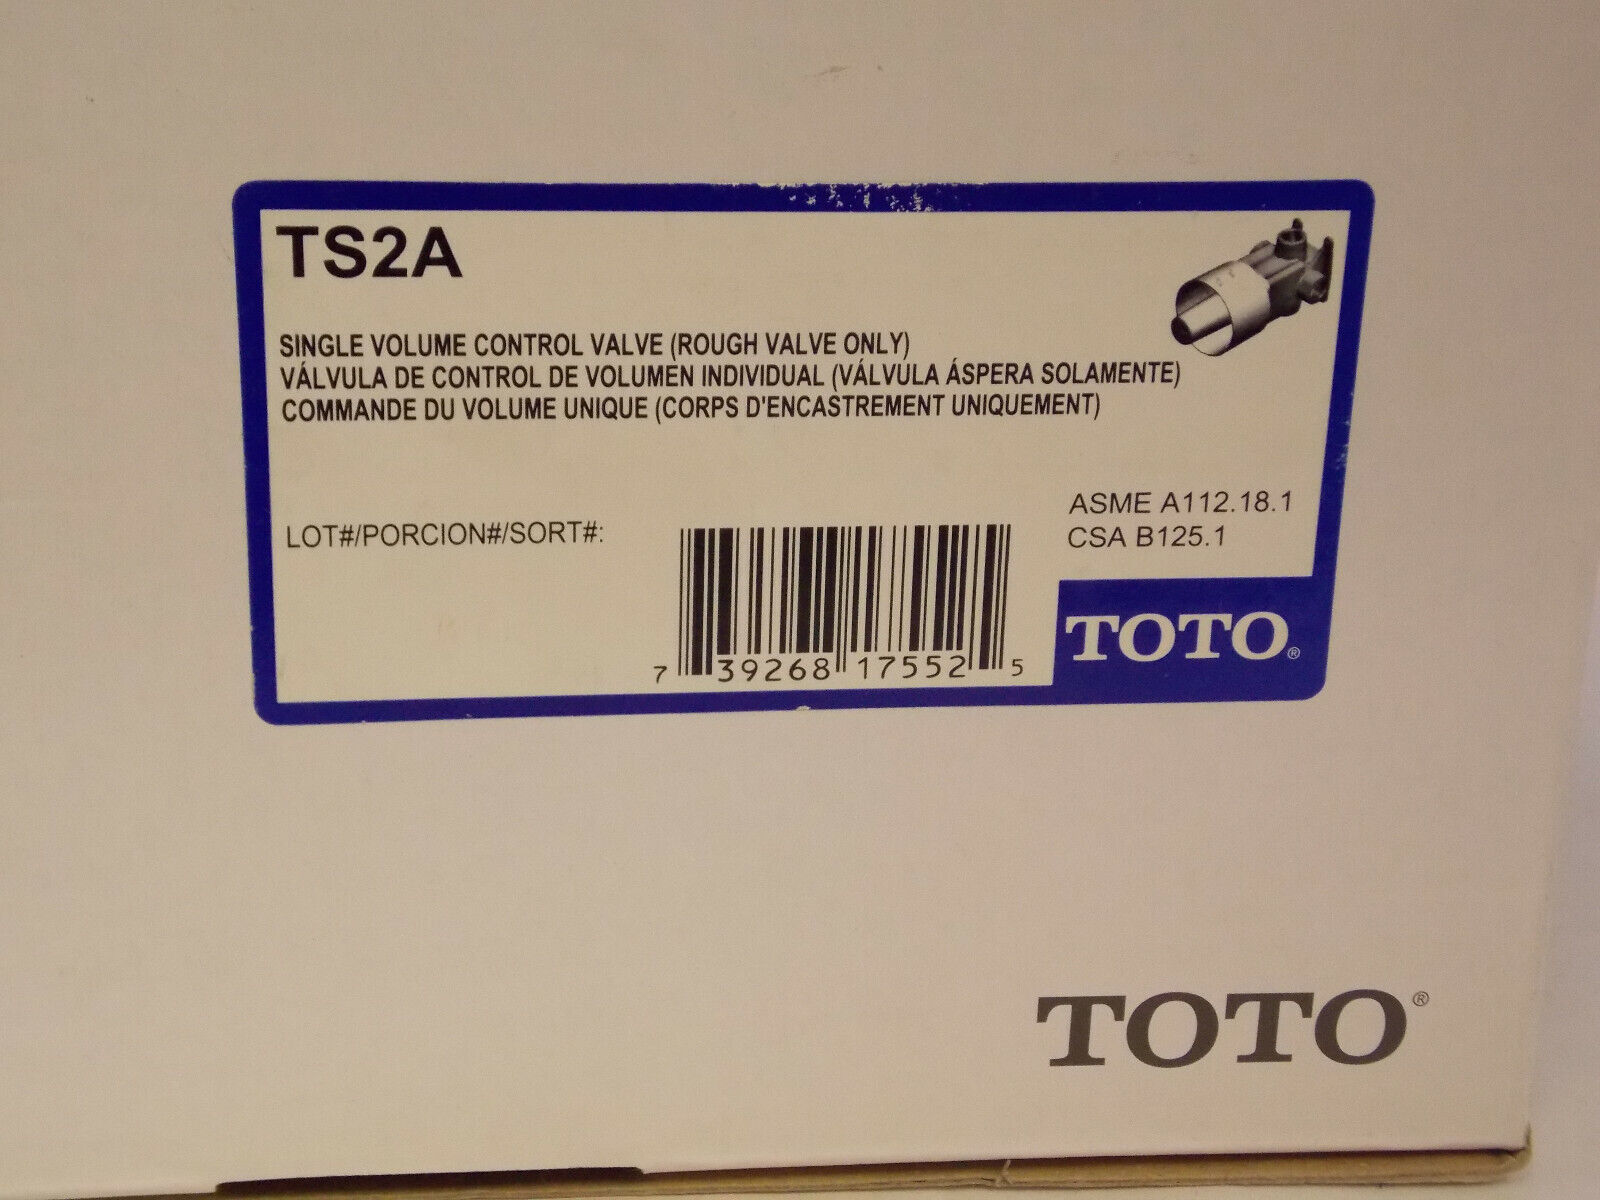 TS2A
SINGLE VOLUME CONTROL VALVE (ROUGH VALVE ONLY)
VÁLVULA DE CONTROL DE VOLUMEN INDIVIDUAL (VÁLVULA ÁSPERA SOLAMENTE)
COMMANDE DU VOLUME UNIQUE (CORPS D'ENCASTREMENT UNIQUEMENT)
LOT#/PORCION#/SORT#:
ASME A112.18.1
CSA B125.1
7 39268 17552 5
TOTO®
TOTO®